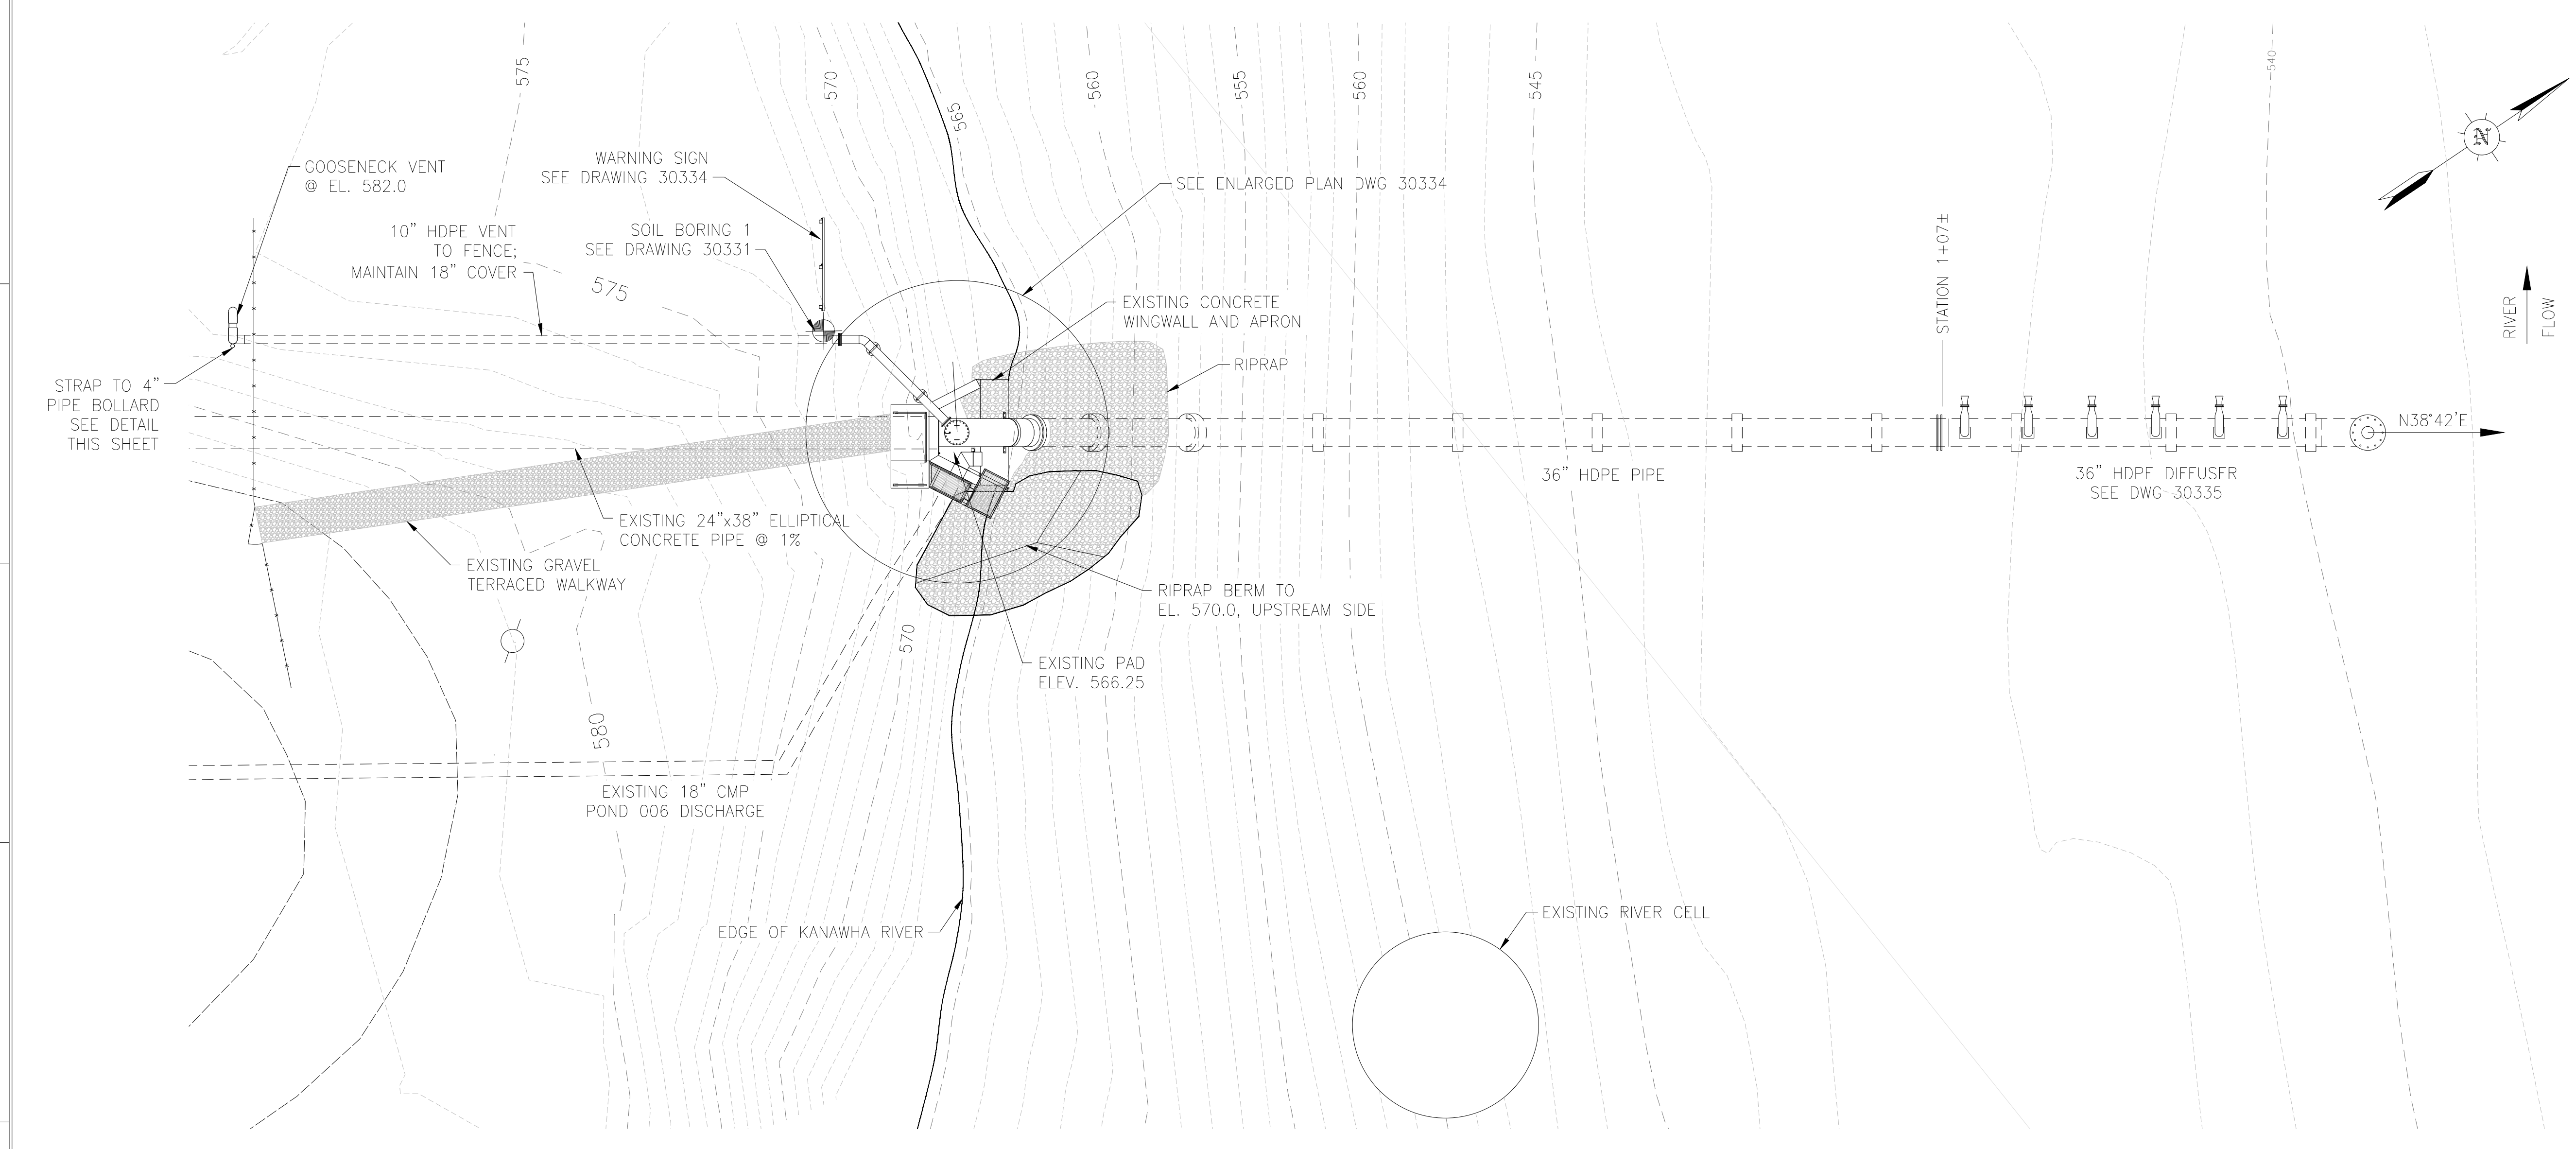 575
570
565
560
555
560
545
540
N
GOOSENECK VENT
@ EL. 582.0
WARNING SIGN
SEE DRAWING 30334
SEE ENLARGED PLAN DWG 30334
10" HDPE VENT
TO FENCE;
MAINTAIN 18" COVER
SOIL BORING 1
SEE DRAWING 30331
575
STATION 1+07±
RIVER
FLOW
EXISTING CONCRETE
WINGWALL AND APRON
RIPRAP
STRAP TO 4"
PIPE BOLLARD
SEE DETAIL
THIS SHEET
N38°42'E
36" HDPE PIPE
36" HDPE DIFFUSER
SEE DWG 30335
EXISTING 24"x38" ELLIPTICAL
CONCRETE PIPE @ 1%
EXISTING GRAVEL
TERRACED WALKWAY
RIPRAP BERM TO
EL. 570.0, UPSTREAM SIDE
570
EXISTING PAD
ELEV. 566.25
580
EXISTING 18" CMP
POND 006 DISCHARGE
EDGE OF KANAWHA RIVER
EXISTING RIVER CELL